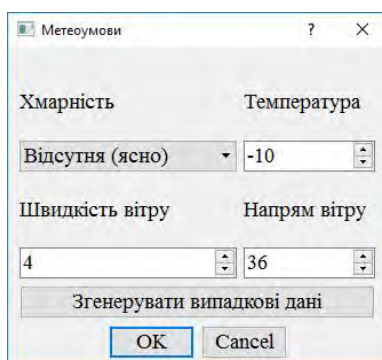 Метеоумови ?
Хмарність Температура
Відсутня (ясно) -10
Швидкість вітру Напрям вітру
4 36
Згенерувати випадкові дані
OK Cancel